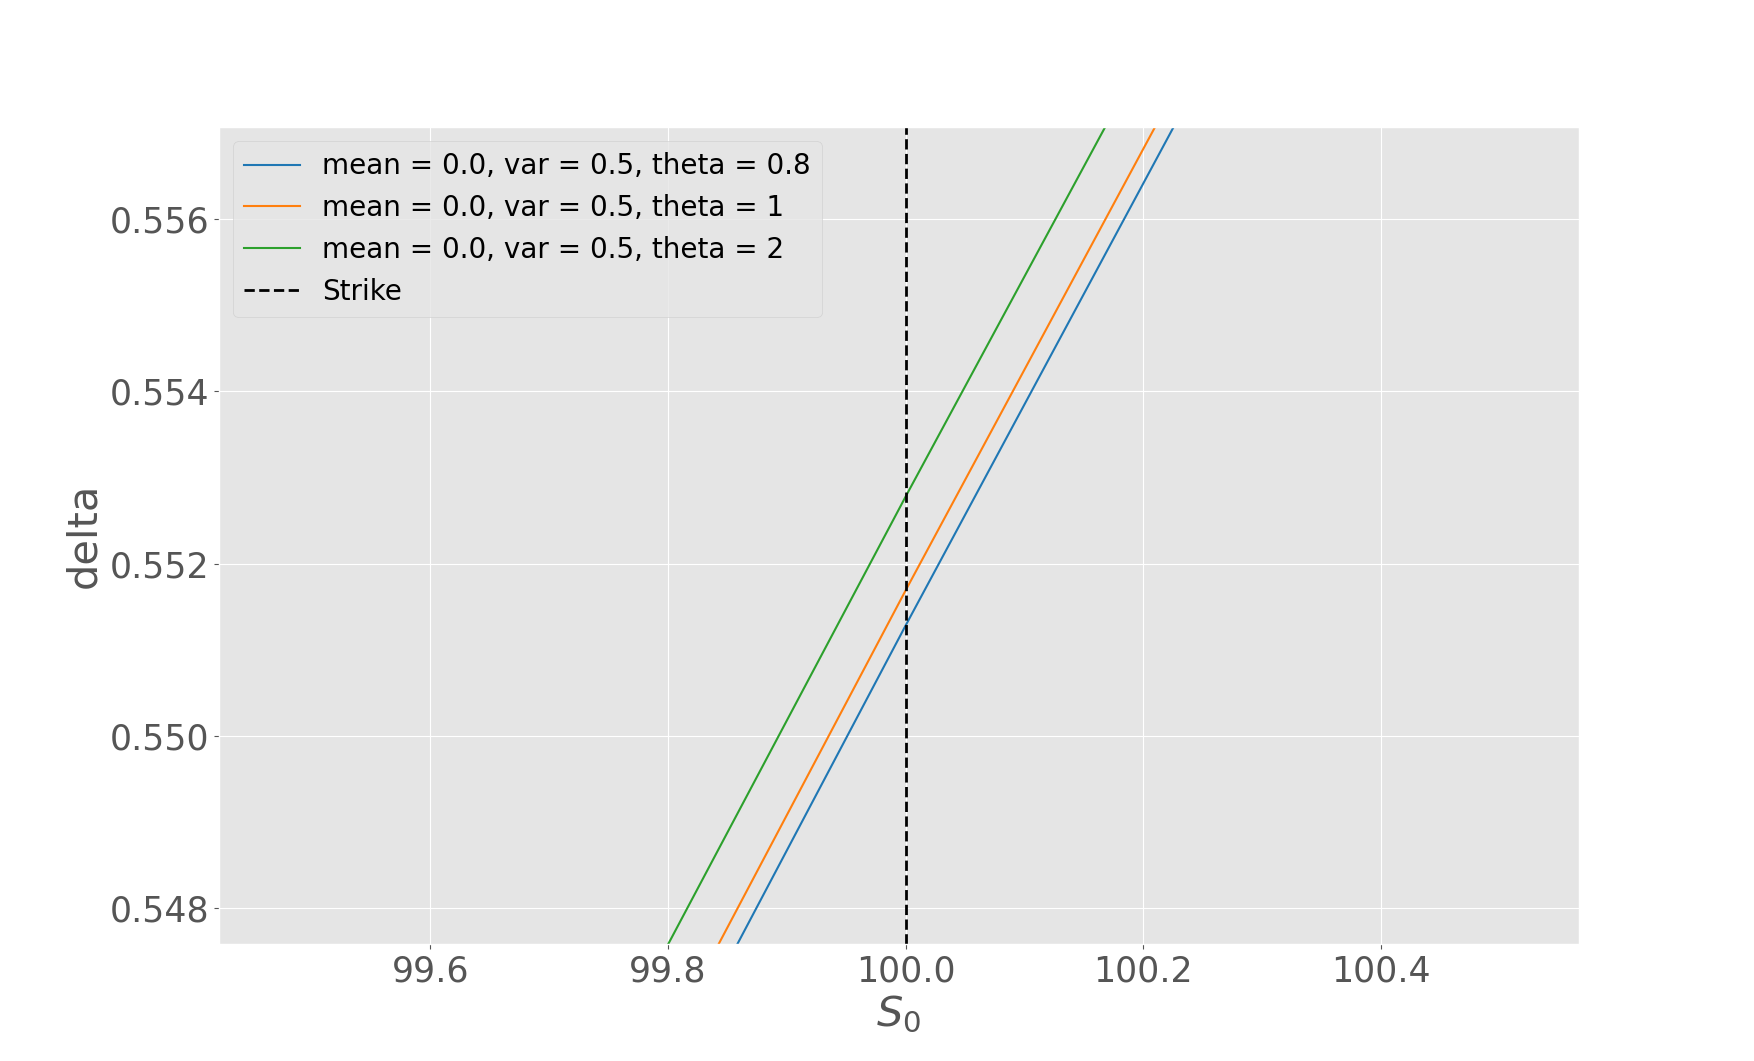 mean = 0.0, var = 0.5, theta = 0.8
mean = 0.0, var = 0.5, theta = 1
mean = 0.0, var = 0.5, theta = 2
Strike
0.556
0.554
0.552
0.550
0.548
delta
99.6 99.8 100.0 100.2 100.4
S₀